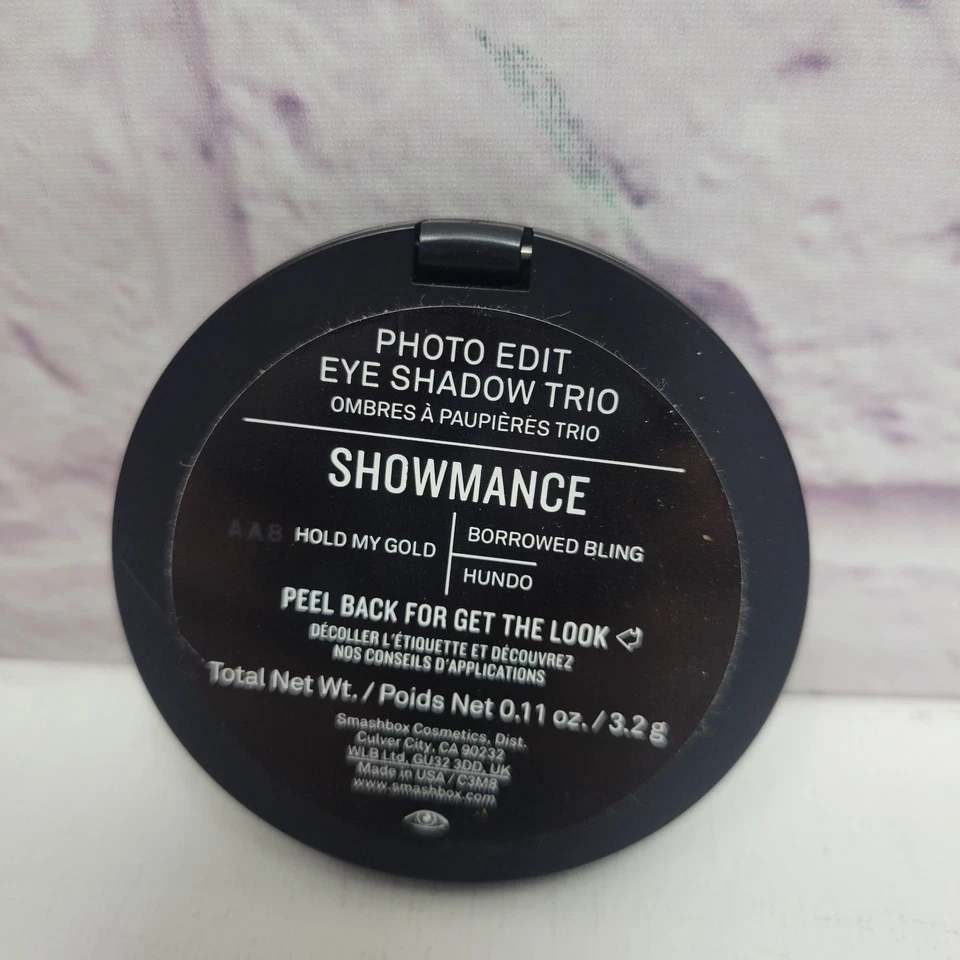 PHOTO EDIT
EYE SHADOW TRIO
OMBRES À PAUPIÈRES TRIO
SHOWMANCE
AA8 HOLD MY GOLD
BORROWED BLING
HUNDO
PEEL BACK FOR GET THE LOOK
DÉCOLLER L'ÉTIQUETTE ET DÉCOUVREZ
NOS CONSEILS D'APPLICATIONS
Total Net Wt. / Poids Net 0.11 oz. / 3.2 g
Smashbox Cosmetics, Dist.
Culver City, CA 90232
WLB Ltd, GU32 3DD, UK
Made in USA / C3M8
www.smashbox.com